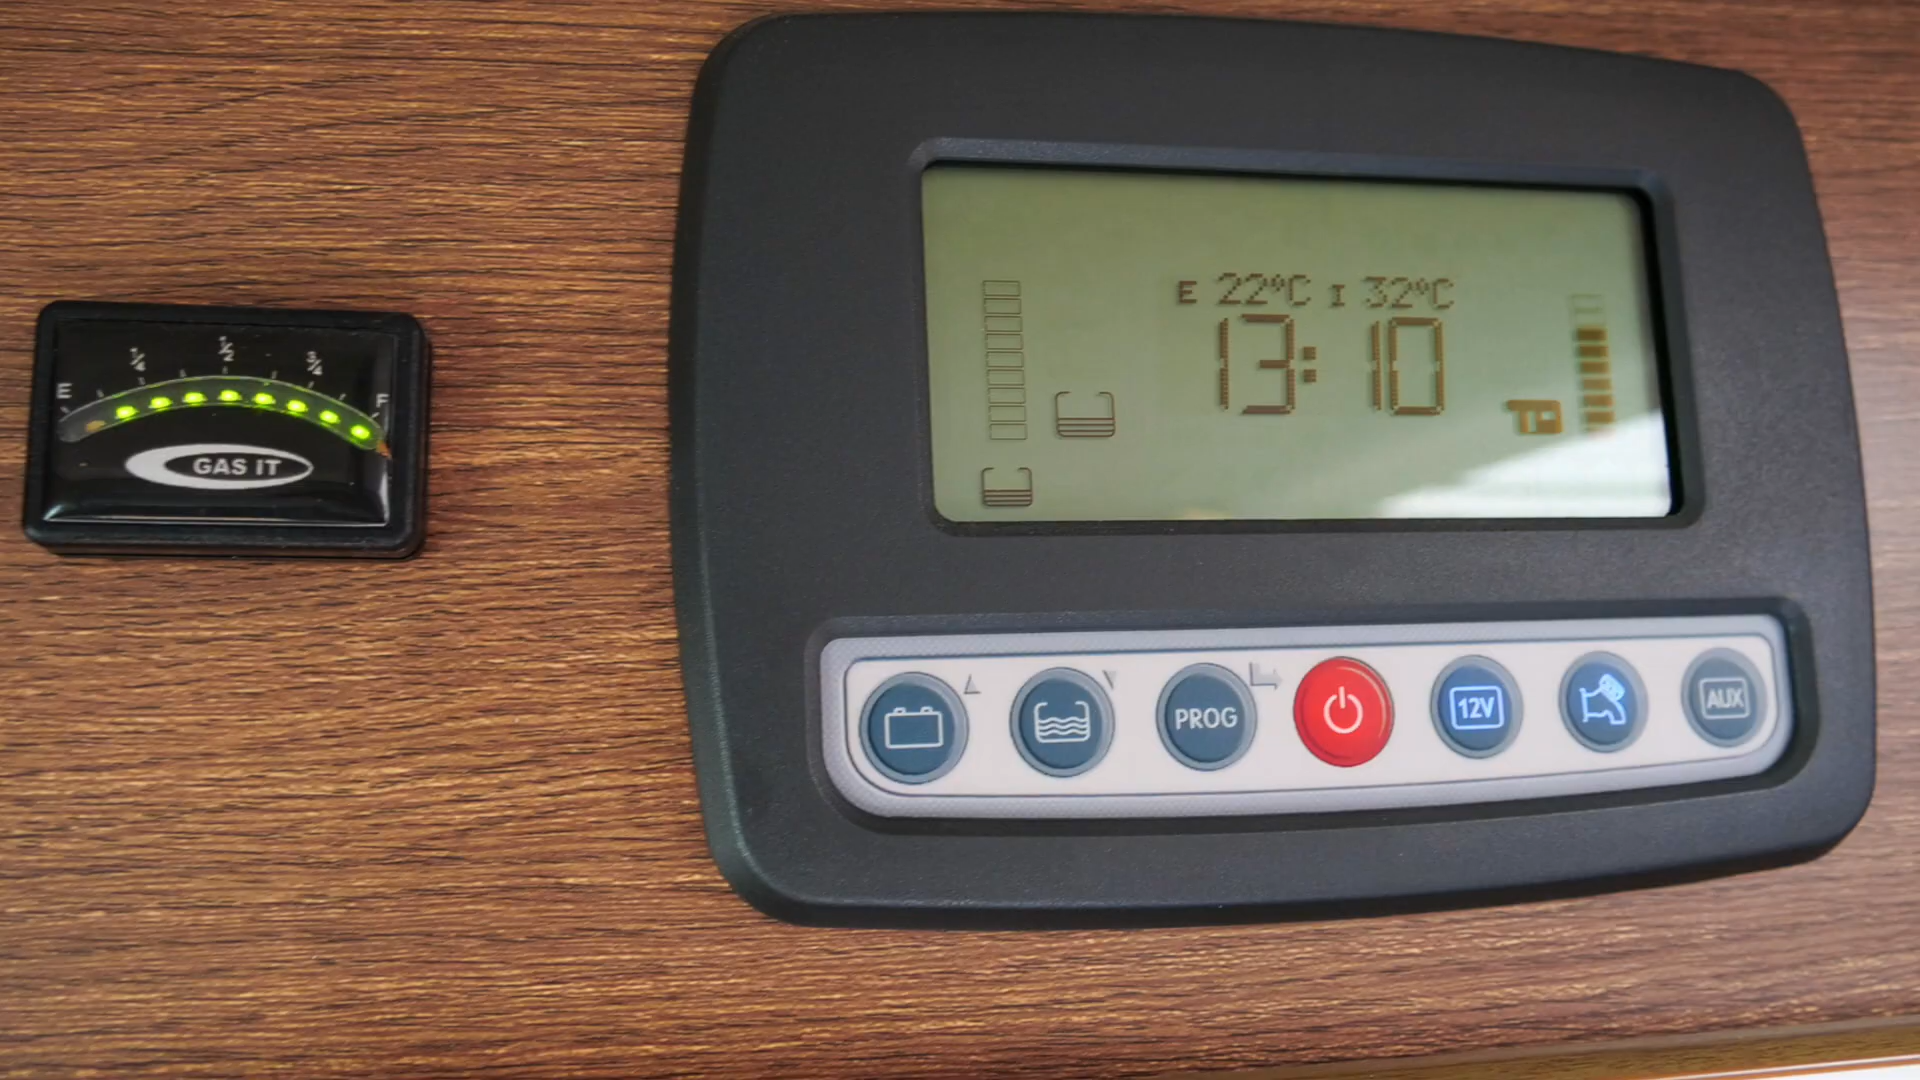 E 1/4 1/2 3/4 F
GAS IT
E 22°C I 32°C
13:10
PROG 12V AUX